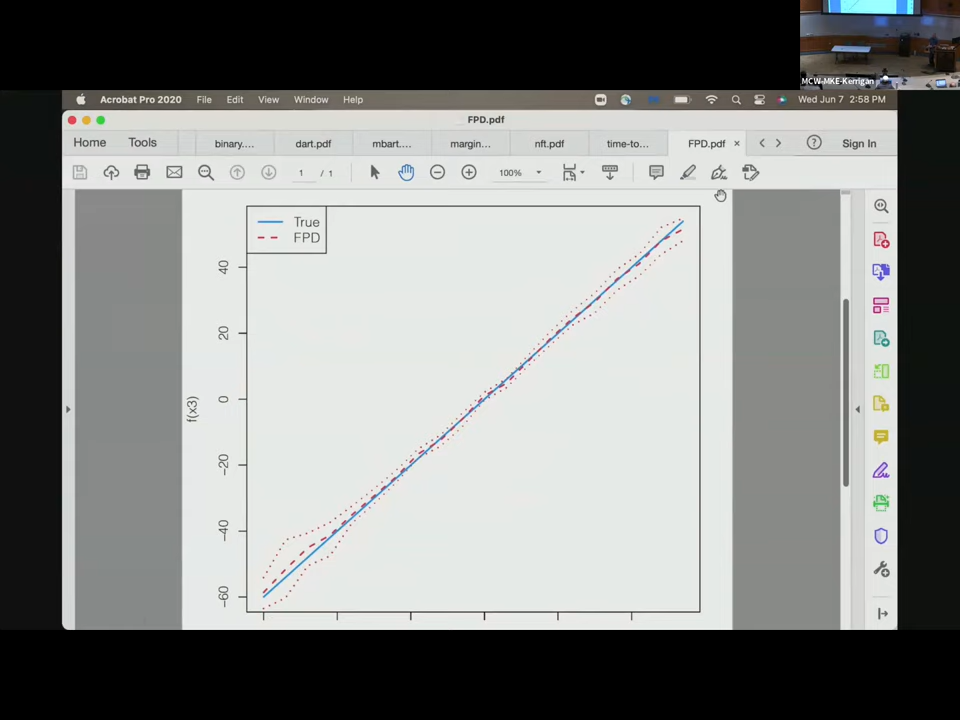 MCW-MKE-Kerrigan
Acrobat Pro 2020 File Edit View Window Help Wed Jun 7 2:58 PM
FPD.pdf
Home Tools binary.... dart.pdf mbart.... margin... nft.pdf time-to... FPD.pdf × Sign In
1 / 1 100%
True
FPD
40
20
0
f(x3)
−20
−40
−60